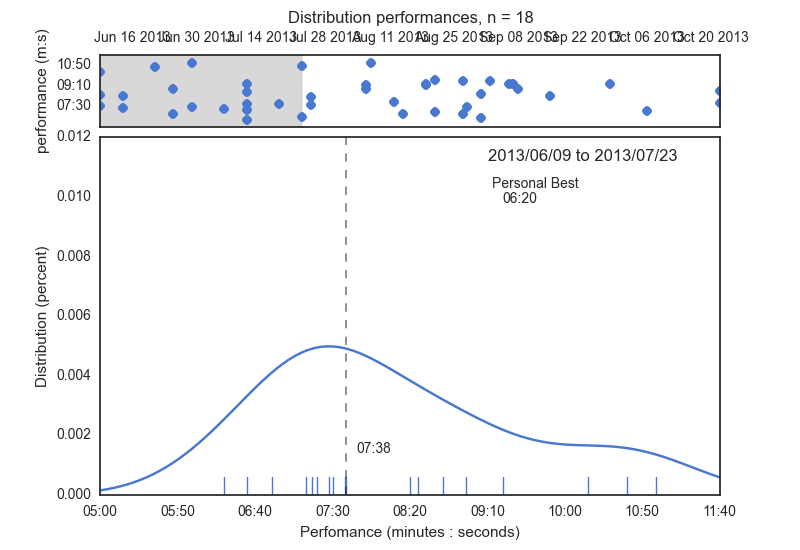 Distribution performances, n = 18
Jun 16 2013 Jun 30 2013 Jul 14 2013 Jul 28 2013 Aug 11 2013 Aug 25 2013 Sep 08 2013 Sep 22 2013 Oct 06 2013 Oct 20 2013
performance (m:s)
10:50
09:10
07:30
0.012
0.010
0.008
0.006
0.004
0.002
0.000
Distribution (percent)
2013/06/09 to 2013/07/23
Personal Best
06:20
07:38
05:00 05:50 06:40 07:30 08:20 09:10 10:00 10:50 11:40
Perfomance (minutes : seconds)